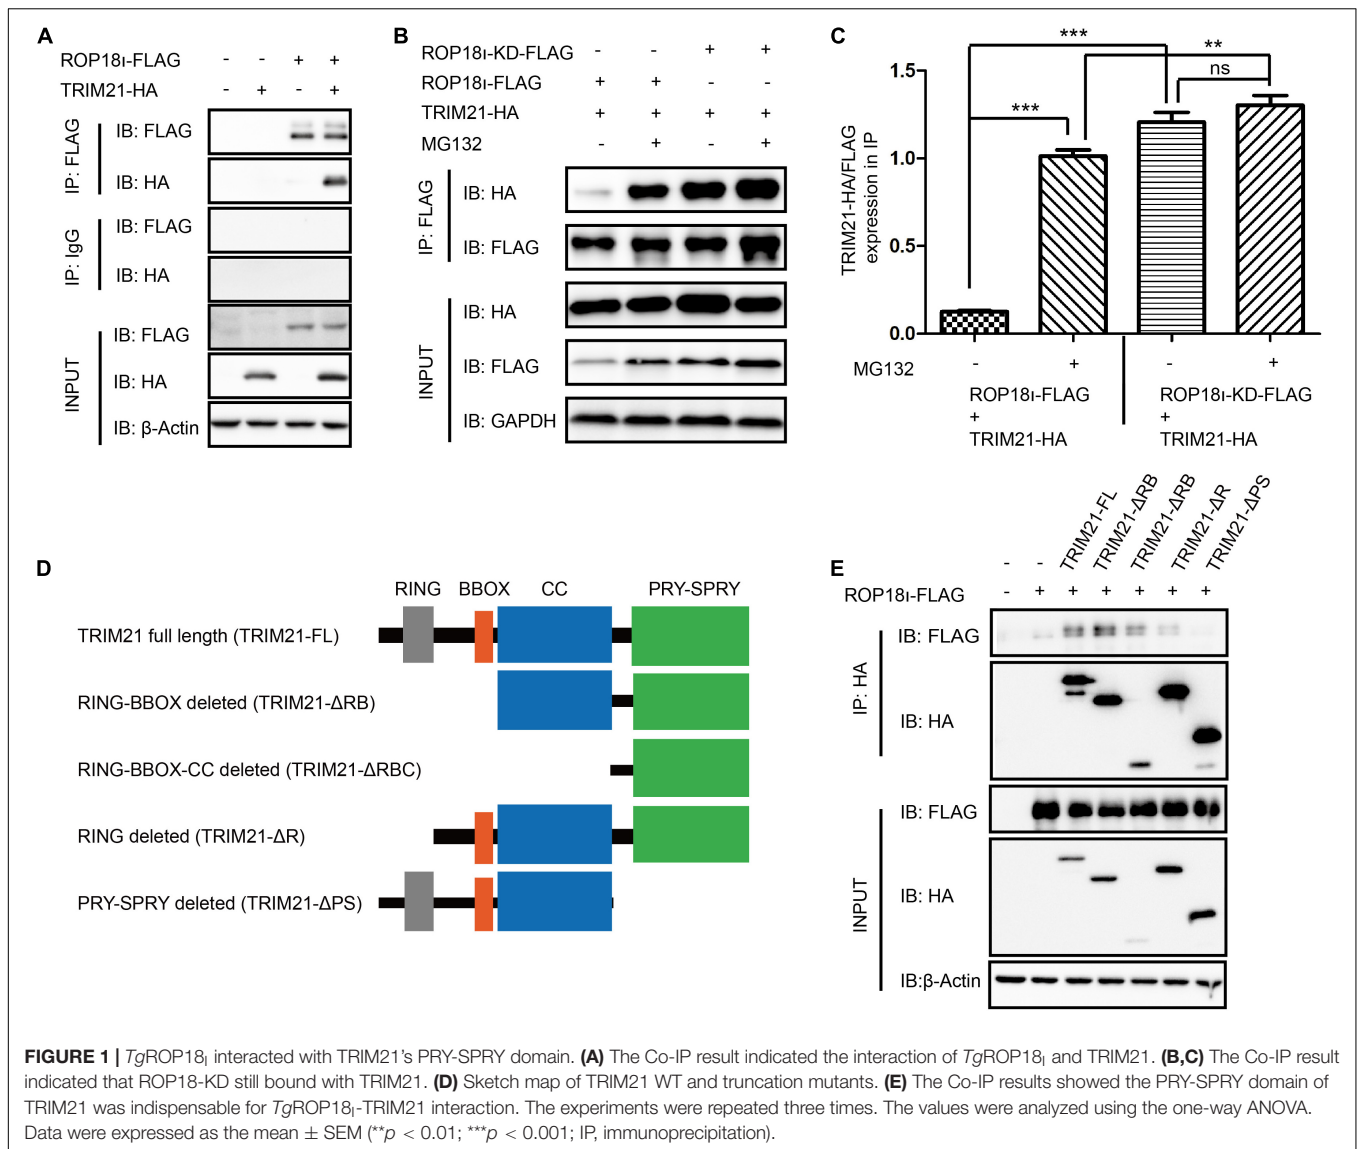 A
ROP18ı-FLAG - - + +
TRIM21-HA - + - +
IP: FLAG
IB: FLAG
IB: HA
IP: IgG
IB: FLAG
IB: HA
INPUT
IB: FLAG
IB: HA
IB: β-Actin
B
ROP18ı-KD-FLAG - - + +
ROP18ı-FLAG + + - -
TRIM21-HA + + + +
MG132 - + - +
IP: FLAG
IB: HA
IB: FLAG
INPUT
IB: HA
IB: FLAG
IB: GAPDH
C
TRIM21-HA/FLAG
expression in IP
1.5
1.0
0.5
0.0
***
**
ns
***
MG132 - + - +
ROP18ı-FLAG
+
TRIM21-HA
ROP18ı-KD-FLAG
+
TRIM21-HA
D
RING BBOX CC PRY-SPRY
TRIM21 full length (TRIM21-FL)
RING-BBOX deleted (TRIM21-ΔRB)
RING-BBOX-CC deleted (TRIM21-ΔRBC)
RING deleted (TRIM21-ΔR)
PRY-SPRY deleted (TRIM21-ΔPS)
E
- - TRIM21-FL TRIM21-ΔRB TRIM21-ΔRB TRIM21-ΔR TRIM21-ΔPS
ROP18ı-FLAG - + + + + + +
IP: HA
IB: FLAG
IB: HA
INPUT
IB: FLAG
IB: HA
IB:β-Actin
FIGURE 1 | TgROP18I interacted with TRIM21's PRY-SPRY domain. (A) The Co-IP result indicated the interaction of TgROP18I and TRIM21. (B,C) The Co-IP result
indicated that ROP18-KD still bound with TRIM21. (D) Sketch map of TRIM21 WT and truncation mutants. (E) The Co-IP results showed the PRY-SPRY domain of
TRIM21 was indispensable for TgROP18I-TRIM21 interaction. The experiments were repeated three times. The values were analyzed using the one-way ANOVA.
Data were expressed as the mean ± SEM (**p < 0.01; ***p < 0.001; IP, immunoprecipitation).